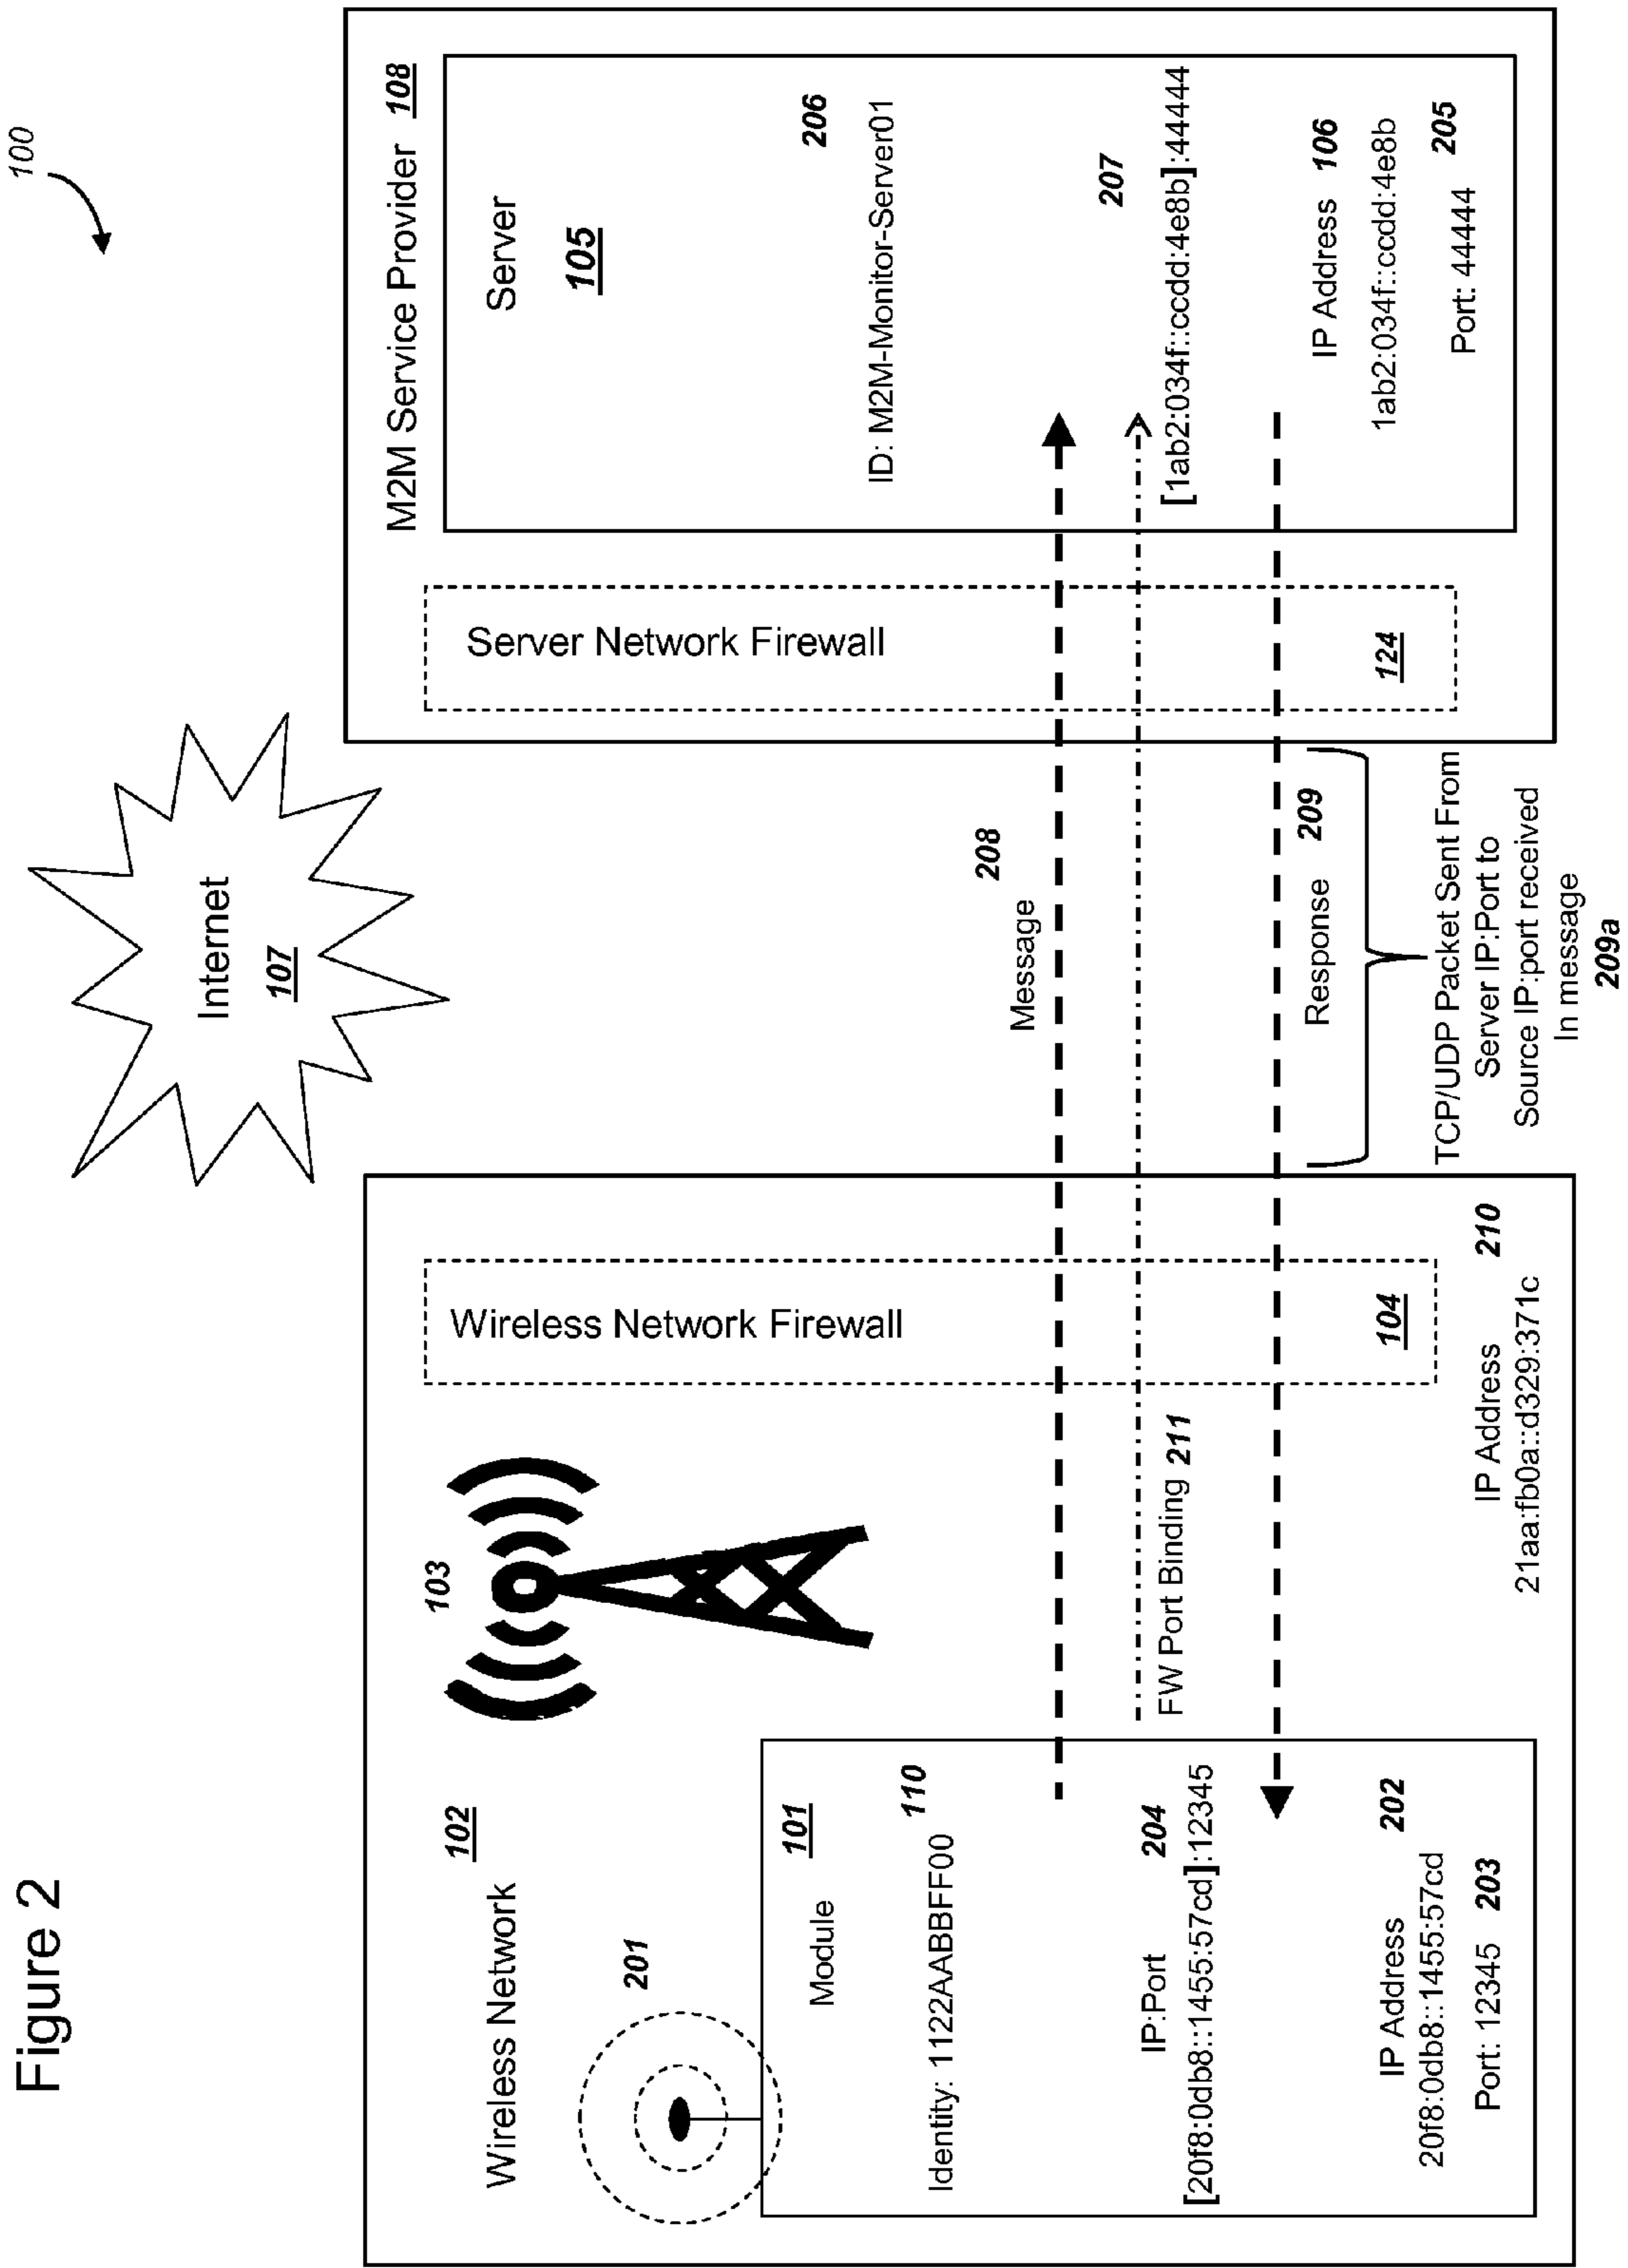 Figure 2
100
Wireless Network 102
201
103
Module 101
Identity: 1122AABBFF00 110
IP:Port 204
[20f8:0db8::1455:57cd]:12345
IP Address 202
20f8:0db8::1455:57cd
Port: 12345 203
FW Port Binding 211
Wireless Network Firewall
104
IP Address 210
21aa:fb0a::d329:371c
Internet
107
Message 208
Response 209
TCP/UDP Packet Sent From
Server IP:Port to
Source IP:port received
In message
209a
M2M Service Provider 108
Server Network Firewall
124
Server
105
206
ID: M2M-Monitor-Server01
207
[1ab2:034f::ccdd:4e8b]:44444
IP Address 106
1ab2:034f::ccdd:4e8b
Port: 44444 205